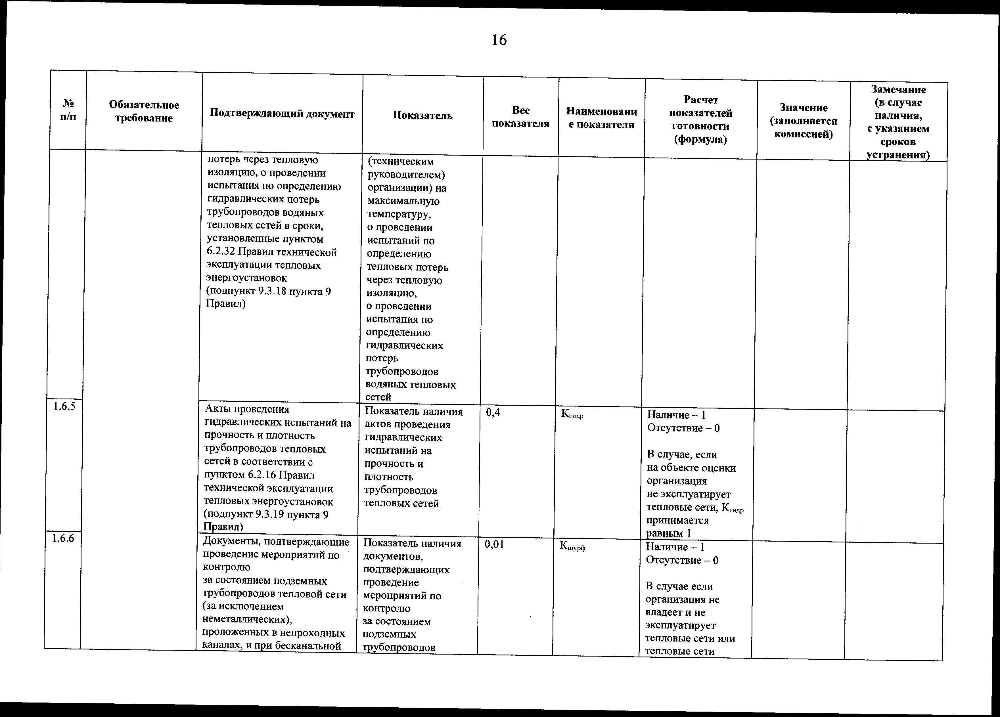 16
№
п/п
Обязательное
требование
Подтверждающий документ
Показатель
Вес
показателя
Наименовани
е показателя
Расчет
показателей
готовности
(формула)
Значение
(заполняется
комиссией)
Замечание
(в случае
наличия,
с указанием
сроков
устранения)
потерь через тепловую
изоляцию, о проведении
испытания по определению
гидравлических потерь
трубопроводов водяных
тепловых сетей в сроки,
установленные пунктом
6.2.32 Правил технической
эксплуатации тепловых
энергоустановок
(подпункт 9.3.18 пункта 9
Правил)
(техническим
руководителем)
организации) на
максимальную
температуру,
о проведении
испытаний по
определению
тепловых потерь
через тепловую
изоляцию,
о проведении
испытания по
определению
гидравлических
потерь
трубопроводов
водяных тепловых
сетей
1.6.5
Акты проведения
гидравлических испытаний на
прочность и плотность
трубопроводов тепловых
сетей в соответствии с
пунктом 6.2.16 Правил
технической эксплуатации
тепловых энергоустановок
(подпункт 9.3.19 пункта 9
Правил)
Показатель наличия
актов проведения
гидравлических
испытаний на
прочность и
плотность
трубопроводов
тепловых сетей
0,4
Кгидр
Наличие – 1
Отсутствие – 0
В случае, если
на объекте оценки
организация
не эксплуатирует
тепловые сети, Кгидр
принимается
равным 1
1.6.6
Документы, подтверждающие
проведение мероприятий по
контролю
за состоянием подземных
трубопроводов тепловой сети
(за исключением
неметаллических),
проложенных в непроходных
каналах, и при бесканальной
Показатель наличия
документов,
подтверждающих
проведение
мероприятий по
контролю
за состоянием
подземных
трубопроводов
0,01
Кшурф
Наличие – 1
Отсутствие – 0
В случае если
организация не
владеет и не
эксплуатирует
тепловые сети или
тепловые сети